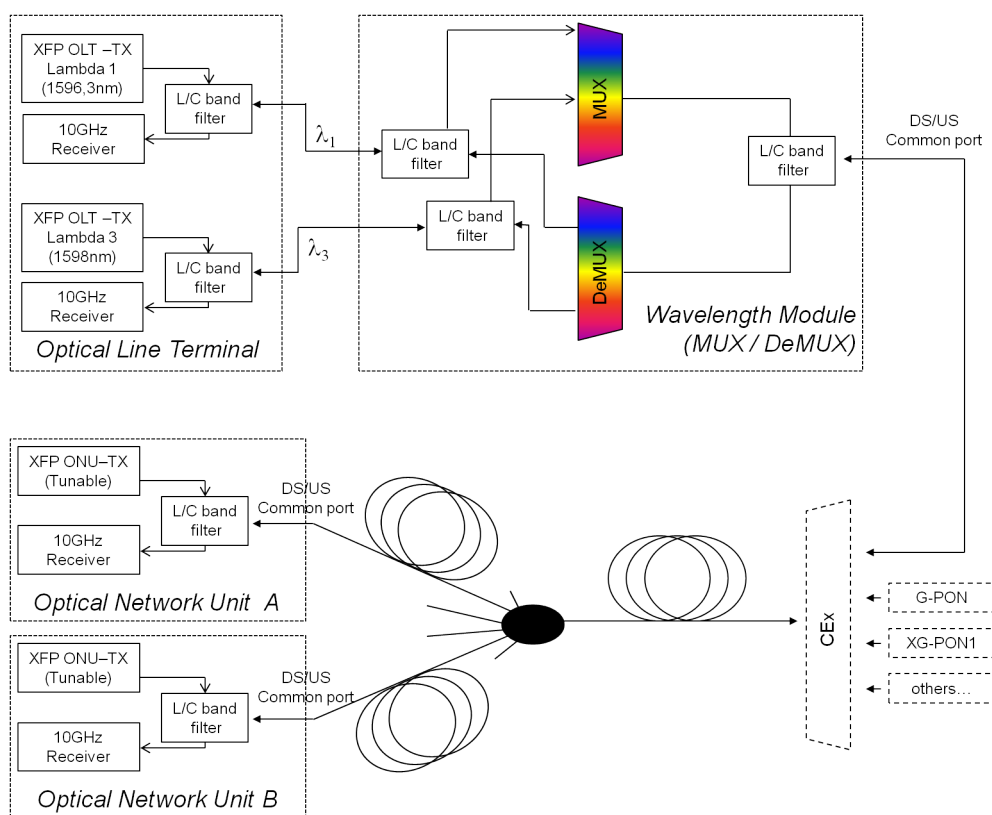 XFP OLT –TX
Lambda 1
(1596,3nm)
L/C band
filter
10GHz
Receiver
XFP OLT –TX
Lambda 3
(1598nm)
L/C band
filter
10GHz
Receiver
Optical Line Terminal
λ1
λ3
L/C band
filter
L/C band
filter
MUX
DeMUX
L/C band
filter
Wavelength Module
(MUX / DeMUX)
DS/US
Common port
XFP ONU–TX
(Tunable)
L/C band
filter
10GHz
Receiver
Optical Network Unit A
DS/US
Common port
XFP ONU–TX
(Tunable)
L/C band
filter
10GHz
Receiver
Optical Network Unit B
DS/US
Common port
CEx
G-PON
XG-PON1
others...